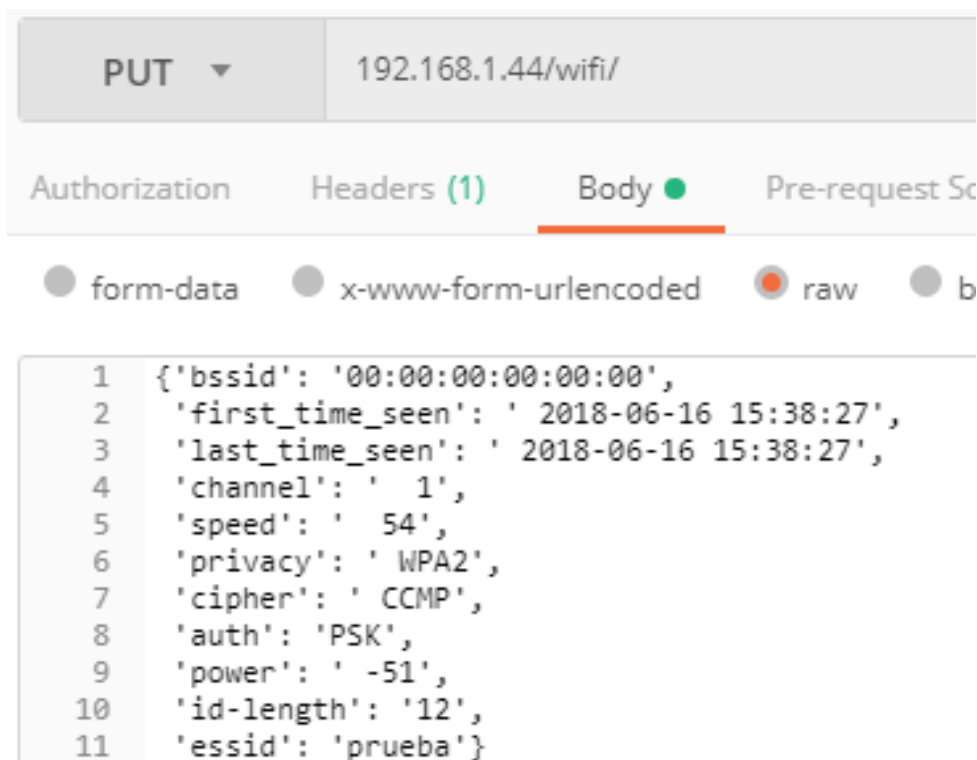 PUT 192.168.1.44/wifi/
Authorization Headers (1) Body Pre-request Sc
form-data x-www-form-urlencoded raw b
1 {'bssid': '00:00:00:00:00:00',
2 'first_time_seen': ' 2018-06-16 15:38:27',
3 'last_time_seen': ' 2018-06-16 15:38:27',
4 'channel': '  1',
5 'speed': '  54',
6 'privacy': ' WPA2',
7 'cipher': ' CCMP',
8 'auth': 'PSK',
9 'power': ' -51',
10 'id-length': '12',
11 'essid': 'prueba'}